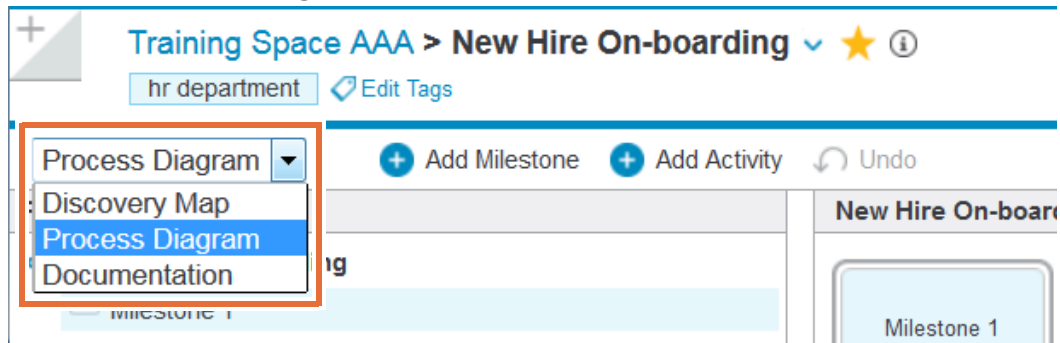 Training Space AAA > New Hire On-boarding
hr department Edit Tags
Process Diagram Add Milestone Add Activity Undo
Discovery Map
Process Diagram
Documentation
New Hire On-board
Milestone 1
Milestone 1